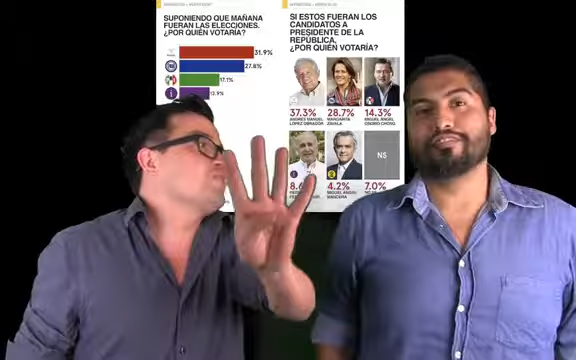 SUPONIENDO QUE MAÑANA
FUERAN LAS ELECCIONES.
¿POR QUIÉN VOTARÍA?
31.9%
27.8%
17.1%
12.9%
SI ESTOS FUERAN LOS
CANDIDATOS A
PRESIDENTE DE LA
REPÚBLICA,
¿POR QUIÉN VOTARÍA?
37.3% 28.7% 14.3%
ANDRÉS MANUEL MARGARITA MIGUEL ÁNGEL
LÓPEZ OBRADOR ZAVALA OSORIO CHONG
NS
4.2% 7.0%
MIGUEL ÁNGEL
MANCERA